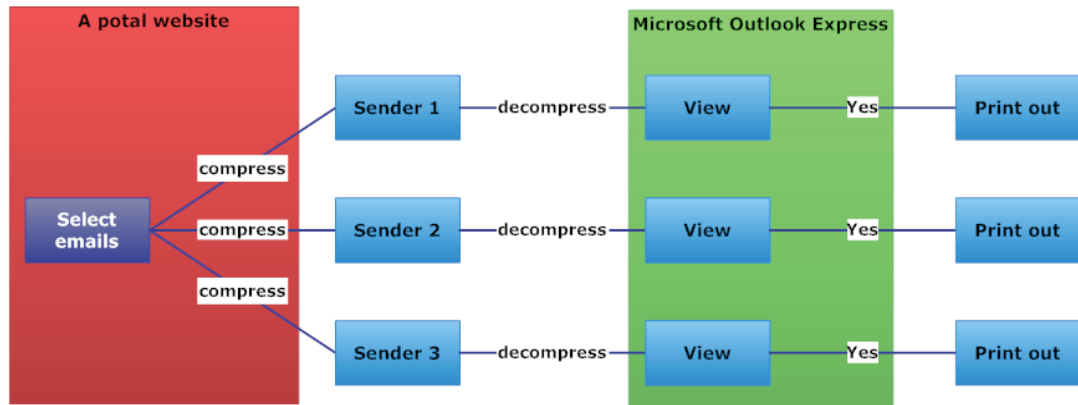 A potal website
Microsoft Outlook Express
Sender 1
decompress
View
Yes
Print out
compress
Select
emails
compress
Sender 2
decompress
View
Yes
Print out
compress
Sender 3
decompress
View
Yes
Print out